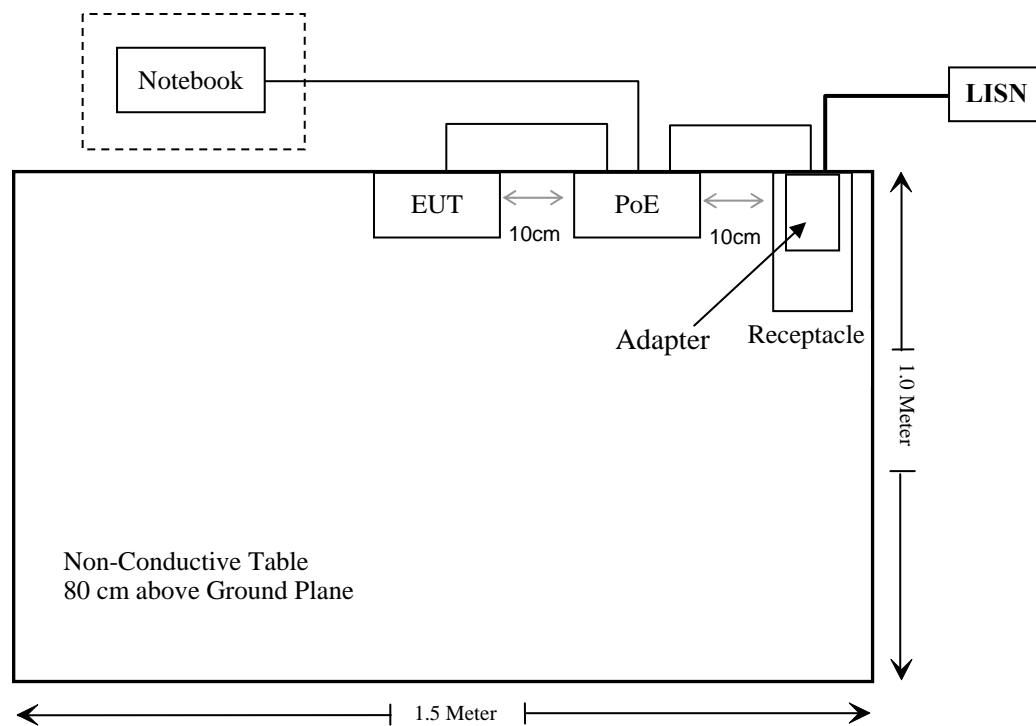 Notebook
LISN
EUT
PoE
10cm
10cm
Adapter
Receptacle
1.0 Meter
Non-Conductive Table
80 cm above Ground Plane
1.5 Meter